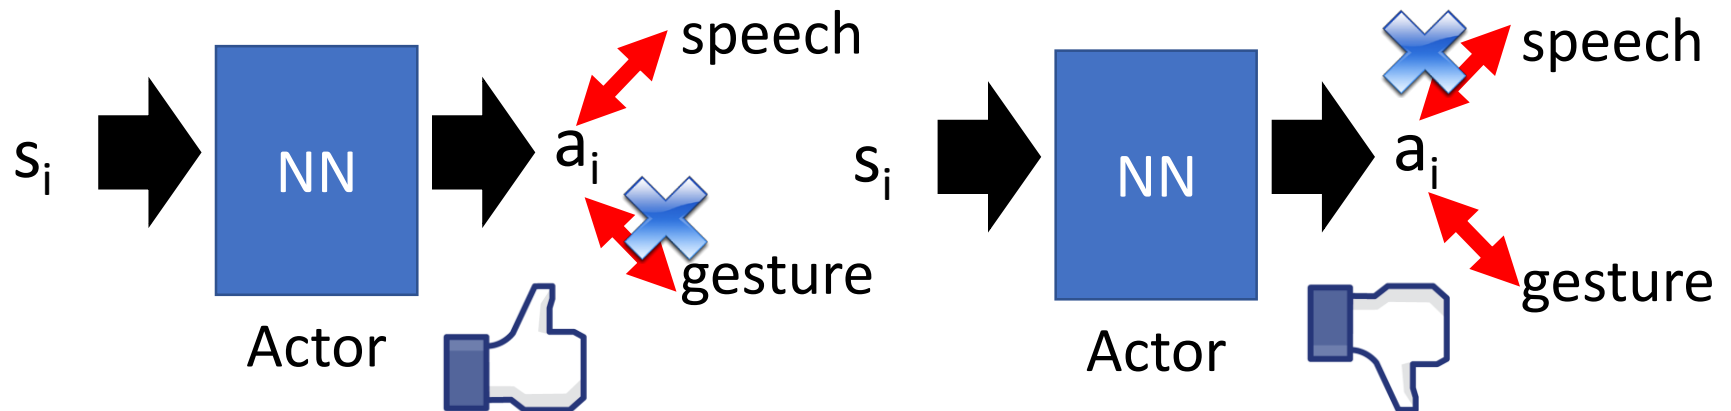 speech
s_i NN a_i
gesture
Actor
speech
s_i NN a_i
gesture
Actor